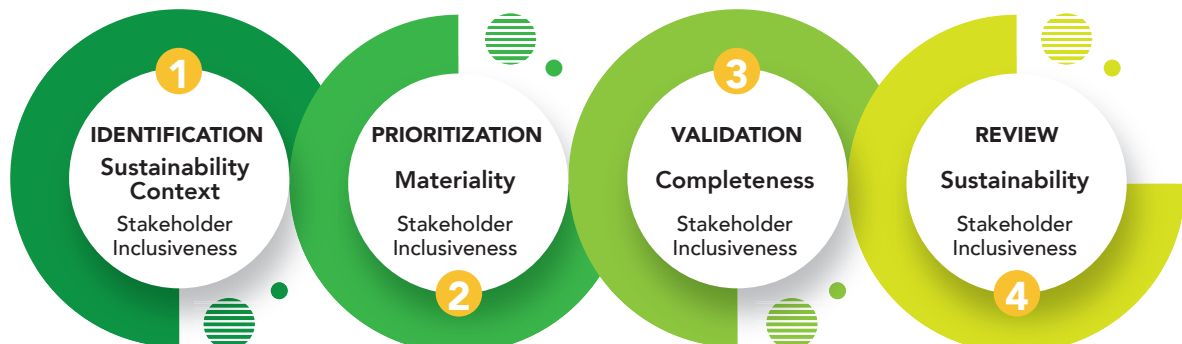 1
IDENTIFICATION
Sustainability
Context
Stakeholder
Inclusiveness
PRIORITIZATION
Materiality
Stakeholder
Inclusiveness
2
3
VALIDATION
Completeness
Stakeholder
Inclusiveness
REVIEW
Sustainability
Stakeholder
Inclusiveness
4